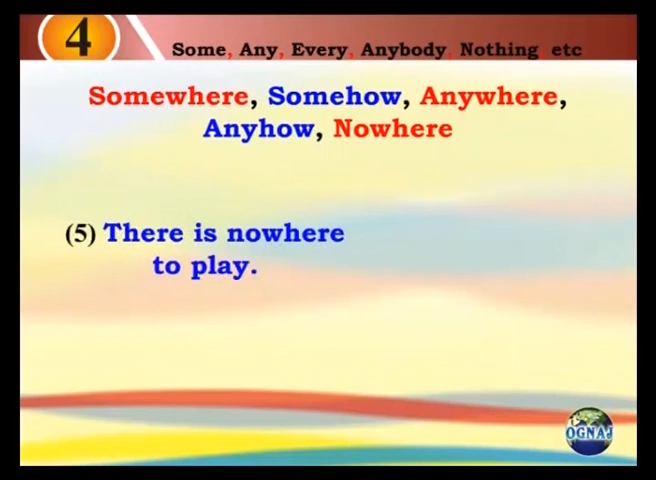 4
Some, Any, Every, Anybody, Nothing etc
Somewhere, Somehow, Anywhere,
Anyhow, Nowhere
(5) There is nowhere
to play.
OGNAJ